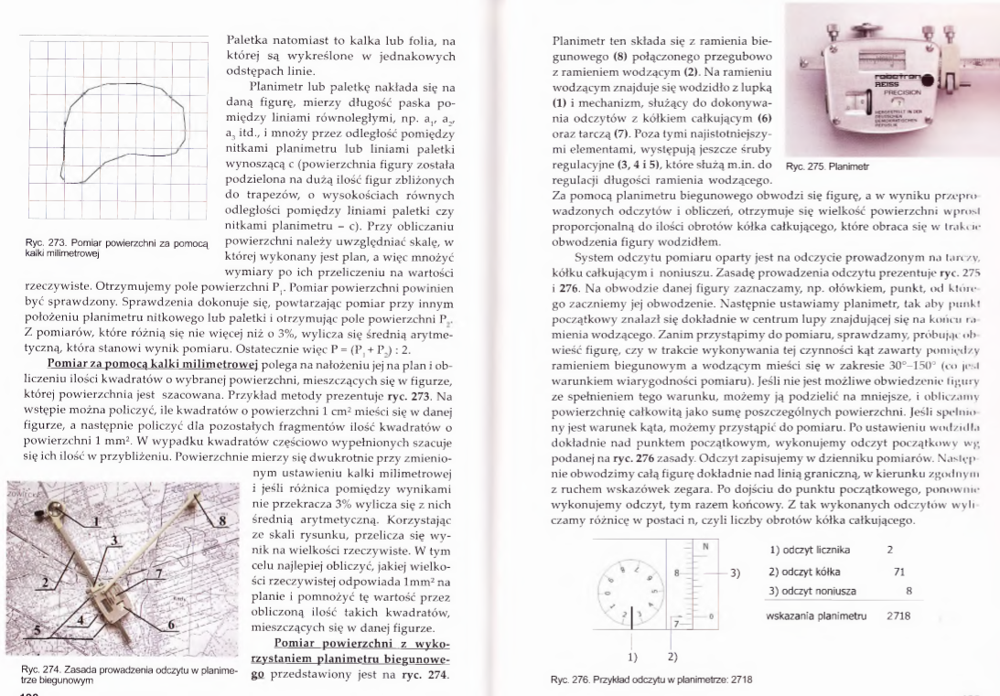 Paletka natomiast to kalka lub folia, na
której są wykreślone w jednakowych
odstępach linie.
Planimetr lub paletkę nakłada się na
daną figurę, mierzy długość paska po-
między liniami równoległymi, np. a₁, a₂,
a₃ itd., i mnoży przez odległość pomiędzy
nitkami planimetru lub liniami paletki
wynoszącą c (powierzchnia figury została
podzielona na dużą ilość figur zbliżonych
do trapezów, o wysokościach równych
odległości pomiędzy liniami paletki czy
nitkami planimetru – c). Przy obliczaniu
powierzchni należy uwzględniać skalę, w
której wykonany jest plan, a więc mnożyć
wymiary po ich przeliczeniu na wartości
Ryc. 273. Pomiar powierzchni za pomocą
kalki milimetrowej
rzeczywiste. Otrzymujemy pole powierzchni P₁. Pomiar powierzchni powinien
być sprawdzony. Sprawdzenia dokonuje się, powtarzając pomiar przy innym
położeniu planimetru nitkowego lub paletki i otrzymując pole powierzchni P₂.
Z pomiarów, które różnią się nie więcej niż o 3%, wylicza się średnią arytme-
tyczną, która stanowi wynik pomiaru. Ostatecznie więc P = (P₁ + P₂) : 2.
Pomiar za pomocą kalki milimetrowej polega na nałożeniu jej na plan i ob-
liczeniu ilości kwadratów o wybranej powierzchni, mieszczących się w figurze,
której powierzchnia jest szacowana. Przykład metody prezentuje ryc. 273. Na
wstępie można policzyć, ile kwadratów o powierzchni 1 cm² mieści się w danej
figurze, a następnie policzyć dla pozostałych fragmentów ilość kwadratów o
powierzchni 1 mm². W wypadku kwadratów częściowo wypełnionych szacuje
się ich ilość w przybliżeniu. Powierzchnie mierzy się dwukrotnie przy zmienio-
nym ustawieniu kalki milimetrowej
i jeśli różnica pomiędzy wynikami
nie przekracza 3% wylicza się z nich
średnią arytmetyczną. Korzystając
ze skali rysunku, przelicza się wy-
nik na wielkości rzeczywiste. W tym
celu najlepiej obliczyć, jakiej wielko-
ści rzeczywistej odpowiada 1mm² na
planie i pomnożyć tę wartość przez
obliczoną ilość takich kwadratów,
mieszczących się w danej figurze.
Pomiar powierzchni z wyko-
rzystaniem planimetru biegunowe-
go przedstawiony jest na ryc. 274.
1
8
3
2
7
4
5
6
Ryc. 274. Zasada prowadzenia odczytu w planime-
trze biegunowym
Planimetr ten składa się z ramienia bie-
gunowego (8) połączonego przegubowo
z ramieniem wodzącym (2). Na ramieniu
wodzącym znajduje się wodzidło z lupką
(1) i mechanizm, służący do dokonywa-
nia odczytów z kółkiem całkującym (6)
oraz tarczą (7). Poza tymi najistotniejszy-
mi elementami, występują jeszcze śruby
regulacyjne (3, 4 i 5), które służą m.in. do
regulacji długości ramienia wodzącego.
robotron
REISS
PRECISION
Ryc. 275. Planimetr
Za pomocą planimetru biegunowego obwodzi się figurę, a w wyniku przepro-
wadzonych odczytów i obliczeń, otrzymuje się wielkość powierzchni wprost
proporcjonalną do ilości obrotów kółka całkującego, które obraca się w trakcie
obwodzenia figury wodzidłem.
System odczytu pomiaru oparty jest na odczycie prowadzonym na tarczy,
kółku całkującym i noniuszu. Zasadę prowadzenia odczytu prezentuje ryc. 275
i 276. Na obwodzie danej figury zaznaczamy, np. ołówkiem, punkt, od które-
go zaczniemy jej obwodzenie. Następnie ustawiamy planimetr, tak aby punkt
początkowy znalazł się dokładnie w centrum lupy znajdującej się na końcu ra-
mienia wodzącego. Zanim przystąpimy do pomiaru, sprawdzamy, próbując ob-
wieść figurę, czy w trakcie wykonywania tej czynności kąt zawarty pomiędzy
ramieniem biegunowym a wodzącym mieści się w zakresie 30°–150° (co jest
warunkiem wiarygodności pomiaru). Jeśli nie jest możliwe obwiedzenie figury
ze spełnieniem tego warunku, możemy ją podzielić na mniejsze, i obliczamy
powierzchnię całkowitą jako sumę poszczególnych powierzchni. Jeśli spełnio-
ny jest warunek kąta, możemy przystąpić do pomiaru. Po ustawieniu wodzidła
dokładnie nad punktem początkowym, wykonujemy odczyt początkowy wg
podanej na ryc. 276 zasady. Odczyt zapisujemy w dzienniku pomiarów. Następ-
nie obwodzimy całą figurę dokładnie nad linią graniczną, w kierunku zgodnym
z ruchem wskazówek zegara. Po dojściu do punktu początkowego, ponownie
wykonujemy odczyt, tym razem końcowy. Z tak wykonanych odczytów wyli-
czamy różnicę w postaci n, czyli liczby obrotów kółka całkującego.
N
8
3)
0
7
1) 2)
1) odczyt licznika 2
2) odczyt kółka 71
3) odczyt noniusza 8
wskazania planimetru 2718
Ryc. 276. Przykład odczytu w planimetrze: 2718